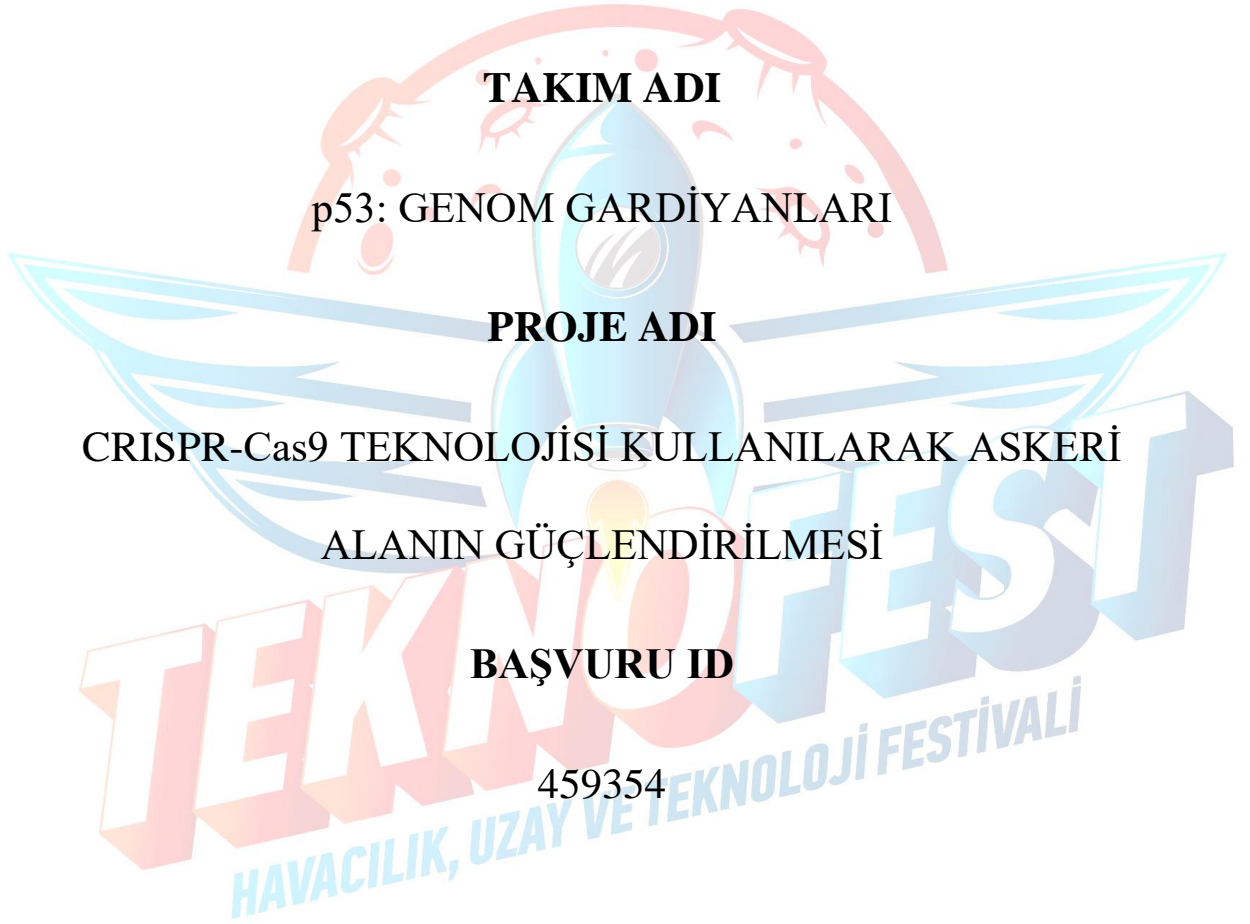 TAKIM ADI
p53: GENOM GARDİYANLARI
PROJE ADI
CRISPR-Cas9 TEKNOLOJİSİ KULLANILARAK ASKERİ
ALANIN GÜÇLENDİRİLMESİ
BAŞVURU ID
459354
TEKNOFEST
HAVACILIK, UZAY VE TEKNOLOJİ FESTİVALİ